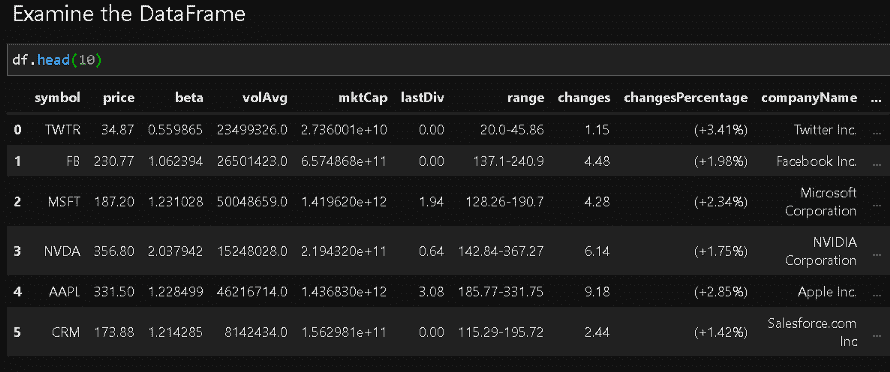 Examine the DataFrame
df.head(10)
symbol price beta volAvg mktCap lastDiv range changes changesPercentage companyName ...
0 TWTR 34.87 0.559865 23499326.0 2.736001e+10 0.00 20.0-45.86 1.15 (+3.41%) Twitter Inc. ...
1 FB 230.77 1.062394 26501423.0 6.574868e+11 0.00 137.1-240.9 4.48 (+1.98%) Facebook Inc. ...
2 MSFT 187.20 1.231028 50048659.0 1.419620e+12 1.94 128.26-190.7 4.28 (+2.34%) Microsoft
Corporation ...
3 NVDA 356.80 2.037942 15248028.0 2.194320e+11 0.64 142.84-367.27 6.14 (+1.75%) NVIDIA
Corporation ...
4 AAPL 331.50 1.228499 46216714.0 1.436830e+12 3.08 185.77-331.75 9.18 (+2.85%) Apple Inc. ...
5 CRM 173.88 1.214285 8142434.0 1.562981e+11 0.00 115.29-195.72 2.44 (+1.42%) Salesforce.com
Inc ...